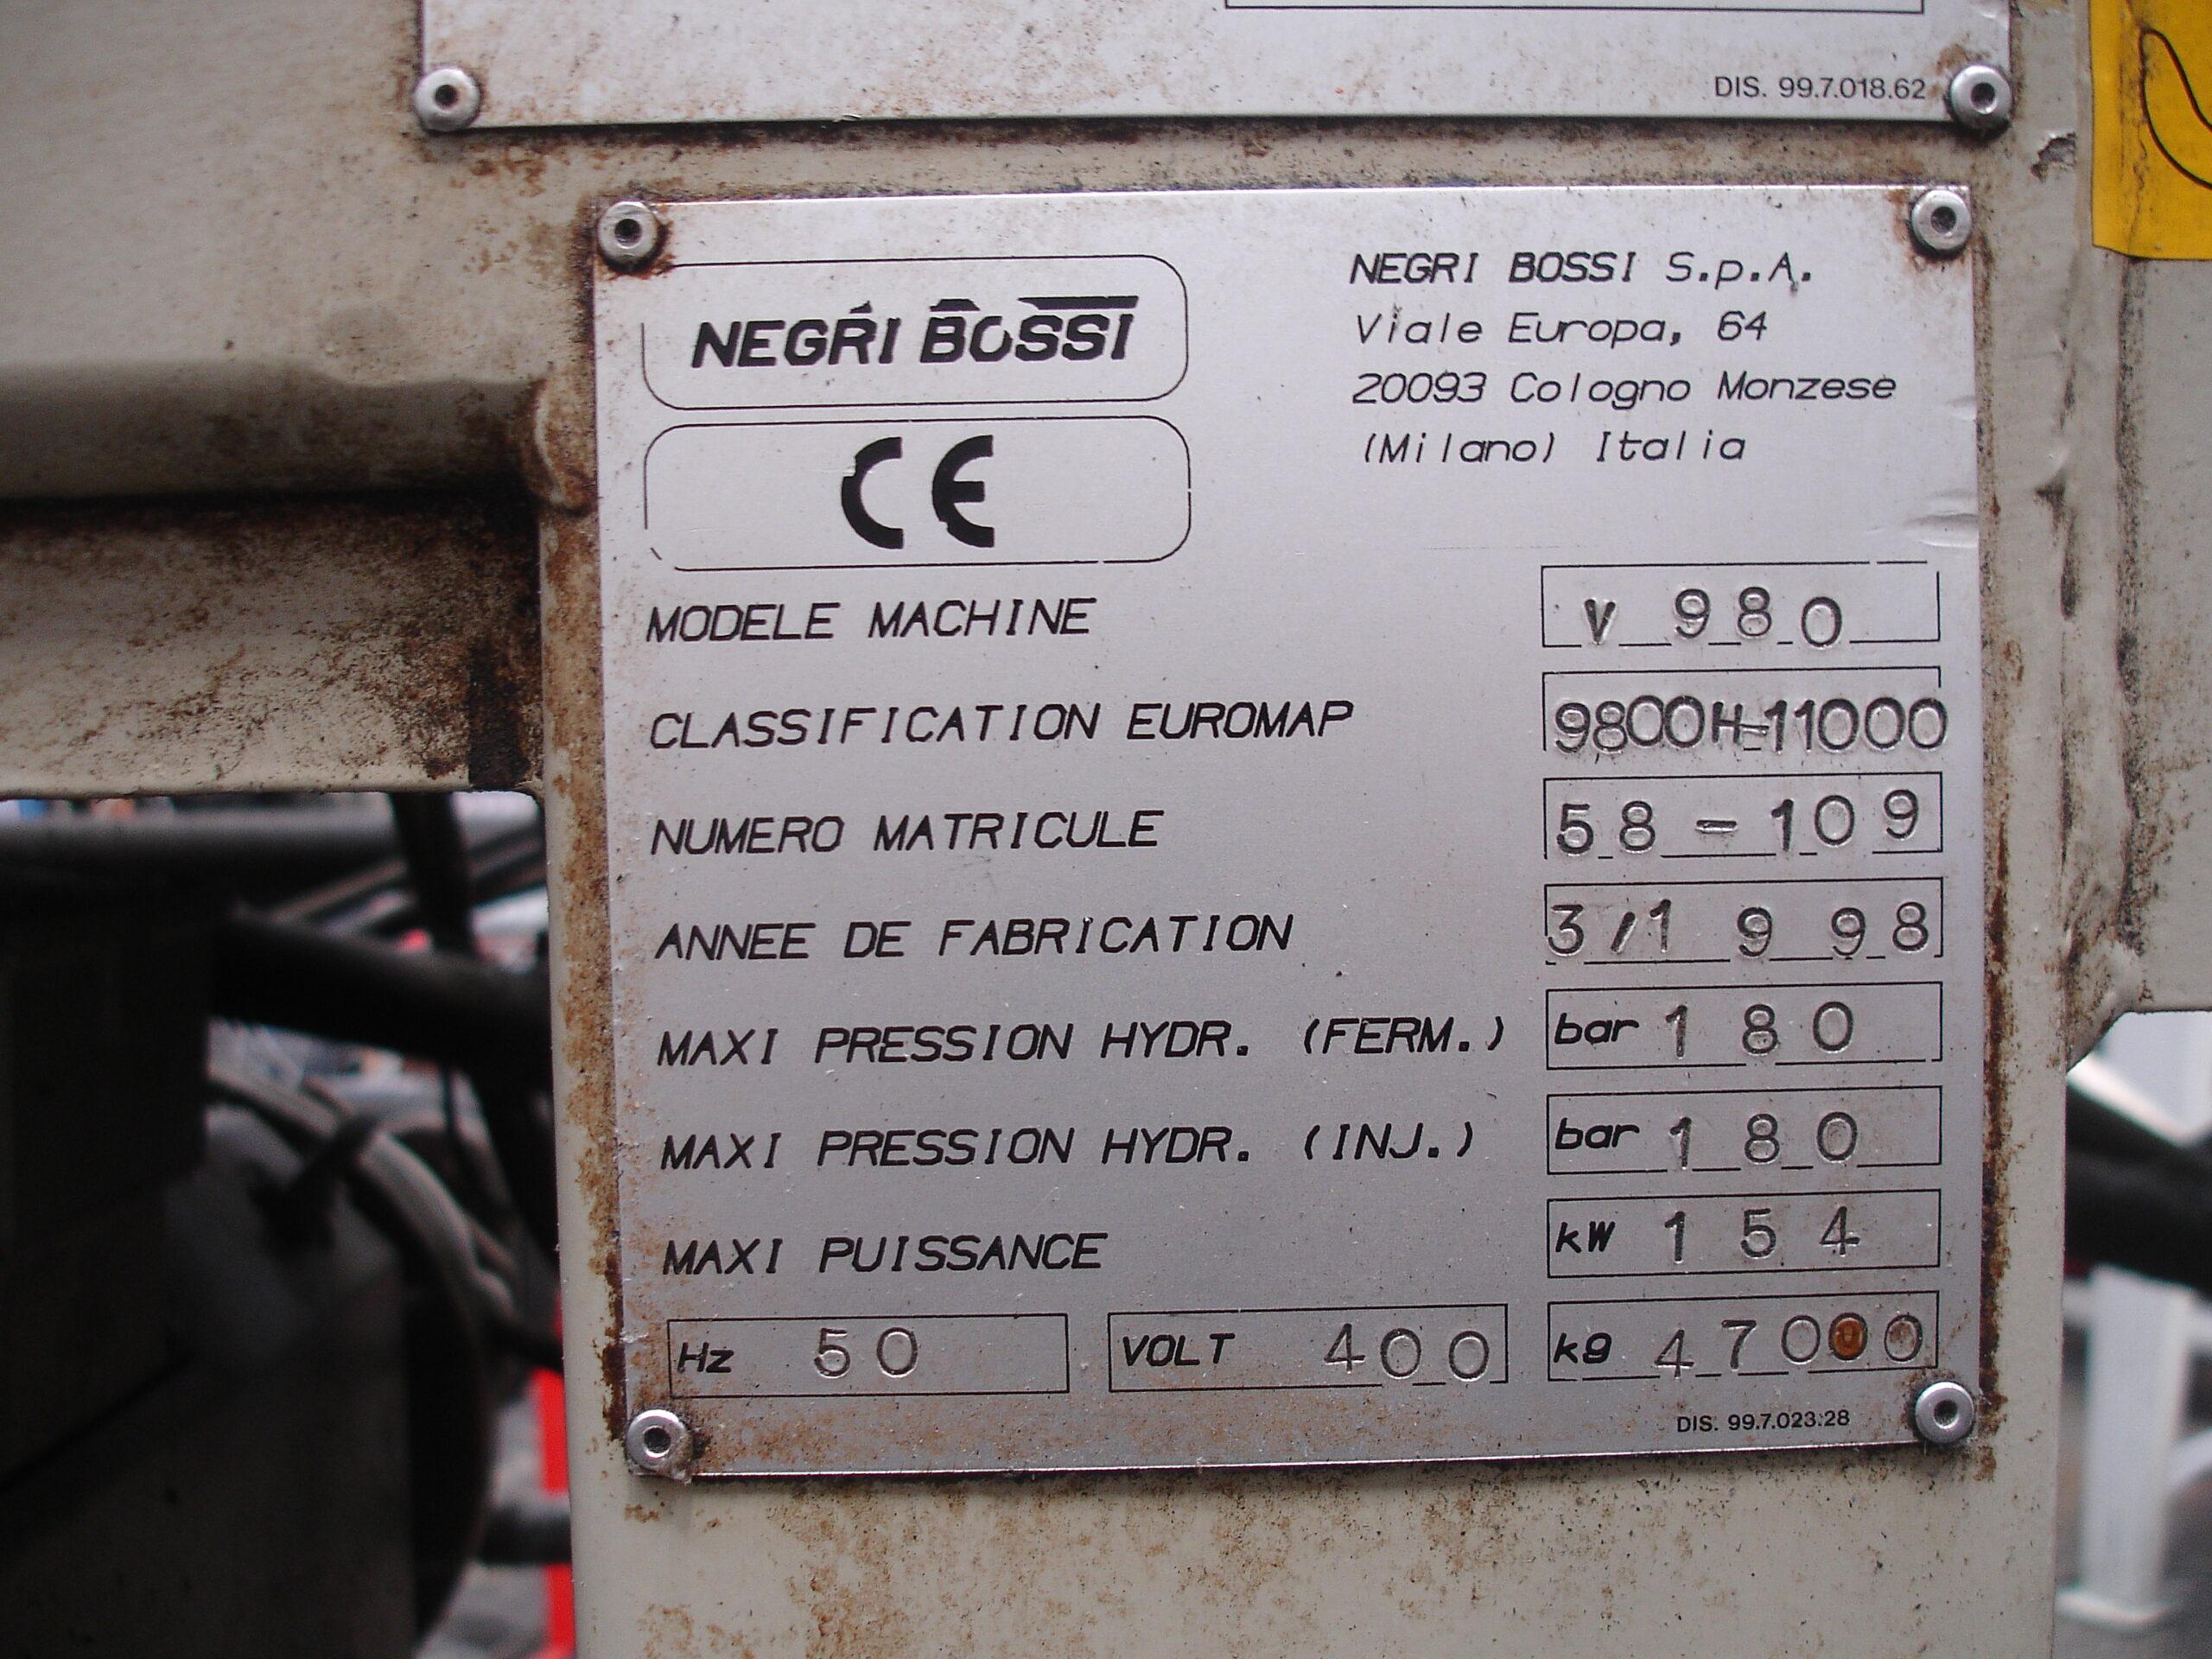 DIS. 99.7.018.62
NEGRI BOSSI
NEGRI BOSSI S.p.A.
Viale Europa, 64
20093 Cologno Monzese
(Milano) Italia
CE
MODELE MACHINE V 980
CLASSIFICATION EUROMAP 9800H-11000
NUMERO MATRICULE 58-109
ANNEE DE FABRICATION 3/1998
MAXI PRESSION HYDR. (FERM.) bar 180
MAXI PRESSION HYDR. (INJ.) bar 180
MAXI PUISSANCE kW 154
Hz 50 VOLT 400 kg 47000
DIS. 99.7.023.28